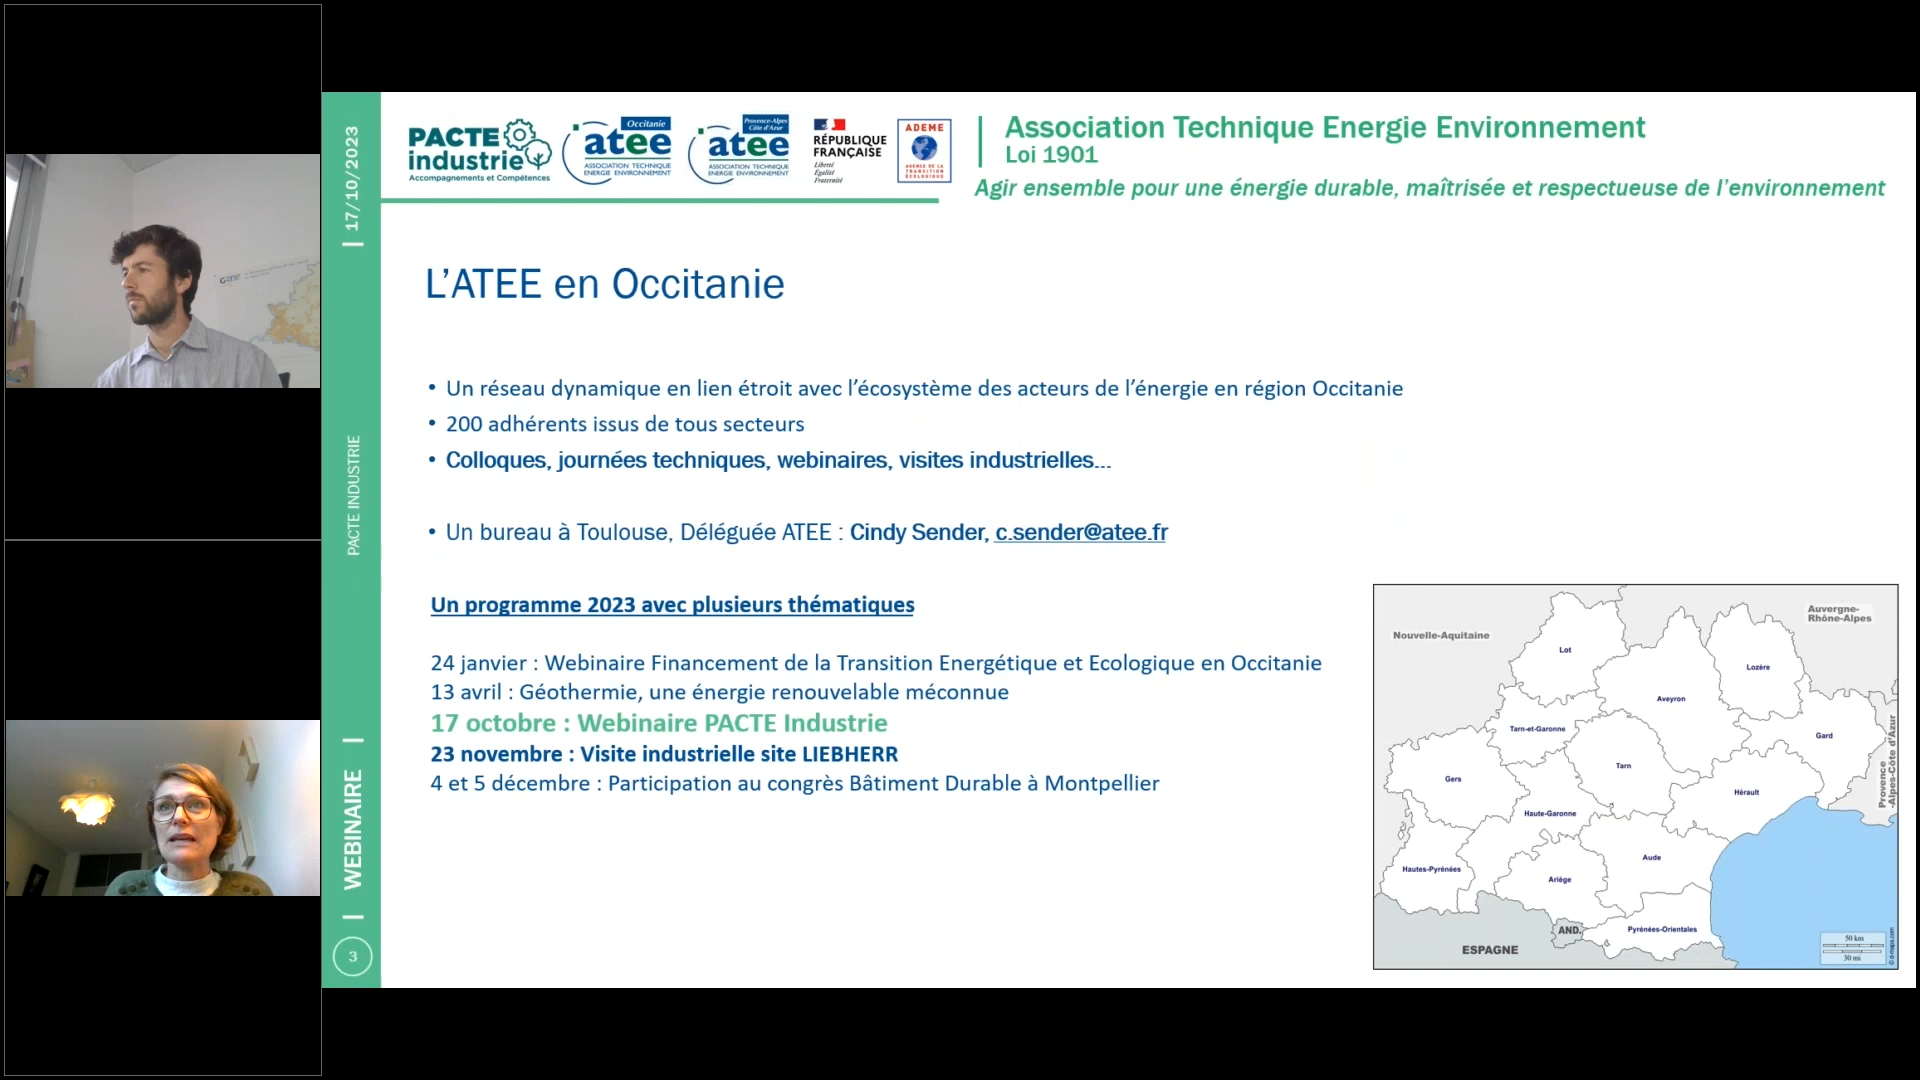 17/10/2023
PACTE INDUSTRIE
WEBINAIRE
3
PACTE
industrie
Accompagnements et Compétences
Occitanie
atee
ASSOCIATION TECHNIQUE
ENERGIE ENVIRONNEMENT
Provence-Alpes
Côte d'Azur
atee
ASSOCIATION TECHNIQUE
ENERGIE ENVIRONNEMENT
RÉPUBLIQUE
FRANÇAISE
Liberté
Égalité
Fraternité
ADEME
AGENCE DE LA
TRANSITION
ÉCOLOGIQUE
Association Technique Energie Environnement
Loi 1901
Agir ensemble pour une énergie durable, maîtrisée et respectueuse de l'environnement
L'ATEE en Occitanie
• Un réseau dynamique en lien étroit avec l'écosystème des acteurs de l'énergie en région Occitanie
• 200 adhérents issus de tous secteurs
• Colloques, journées techniques, webinaires, visites industrielles...
• Un bureau à Toulouse, Déléguée ATEE : Cindy Sender, c.sender@atee.fr
Un programme 2023 avec plusieurs thématiques
24 janvier : Webinaire Financement de la Transition Energétique et Ecologique en Occitanie
13 avril : Géothermie, une énergie renouvelable méconnue
17 octobre : Webinaire PACTE Industrie
23 novembre : Visite industrielle site LIEBHERR
4 et 5 décembre : Participation au congrès Bâtiment Durable à Montpellier
Nouvelle-Aquitaine
Auvergne-
Rhône-Alpes
Lot
Lozère
Aveyron
Tarn-et-Garonne
Gard
Provence
-Alpes-Côte d'Azur
Gers
Tarn
Hérault
Haute-Garonne
Hautes-Pyrénées
Ariège
Aude
Pyrénées-Orientales
AND.
ESPAGNE
50 km
30 mi
© d-maps.com
GRDF